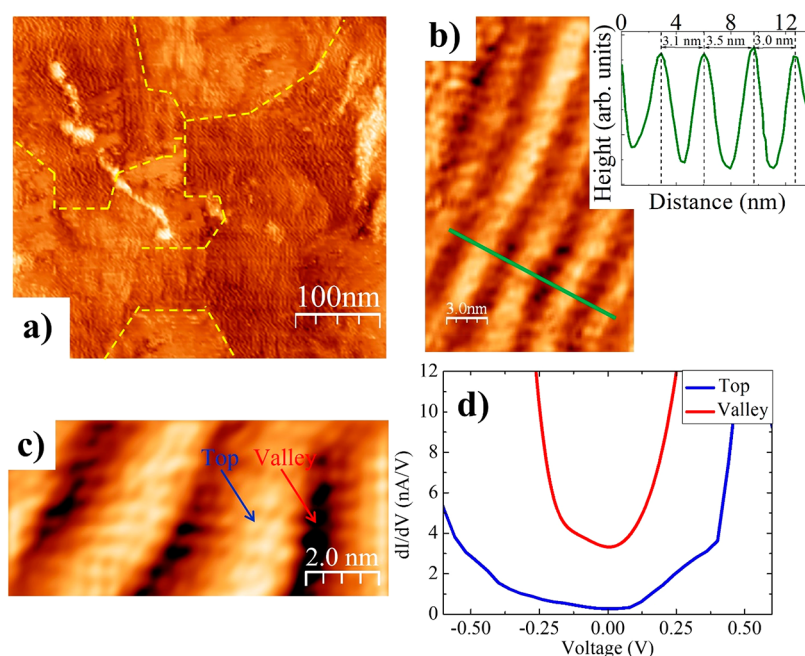 a)
100nm
b)
3.0nm
0 4 8 12
3.1 nm 3.5 nm 3.0 nm
Height (arb. units)
Distance (nm)
c)
Top Valley
2.0 nm
d)
Top
Valley
12
10
8
6
4
2
0
dI/dV (nA/V)
-0.50 -0.25 0.00 0.25 0.50
Voltage (V)